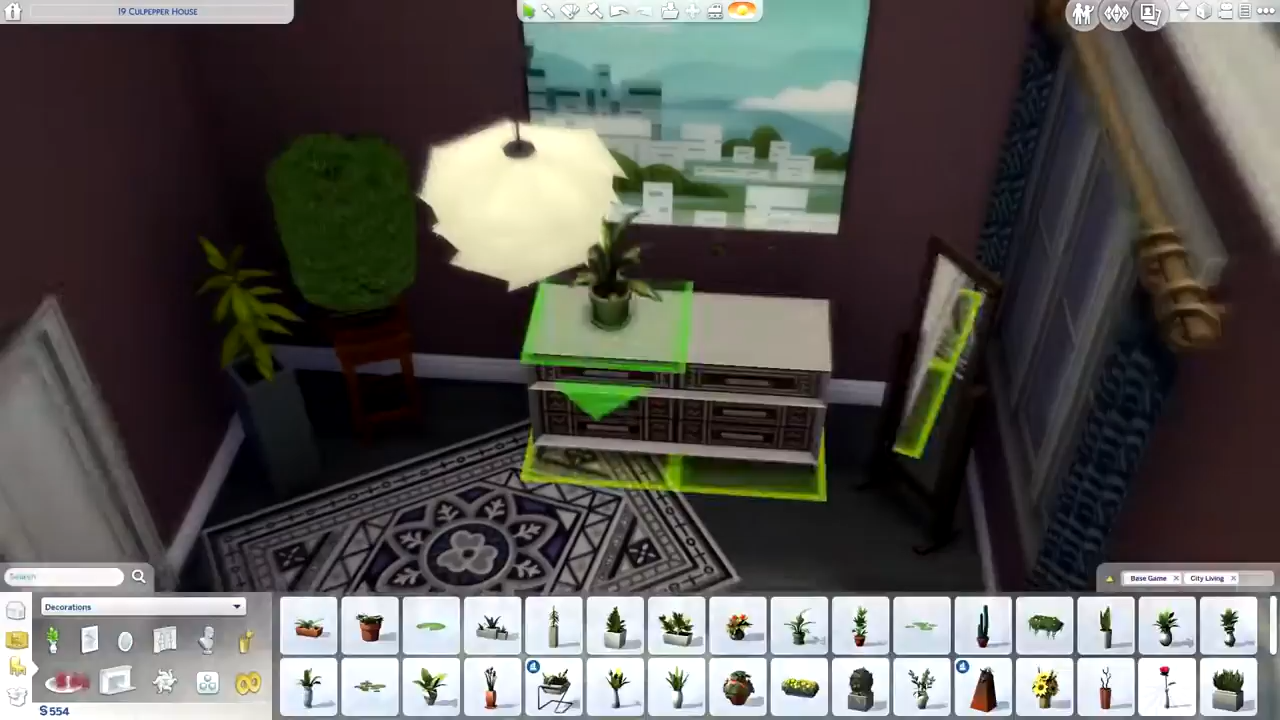 19 Culpepper House
Search
Base Game
City Living
Decorations
§554